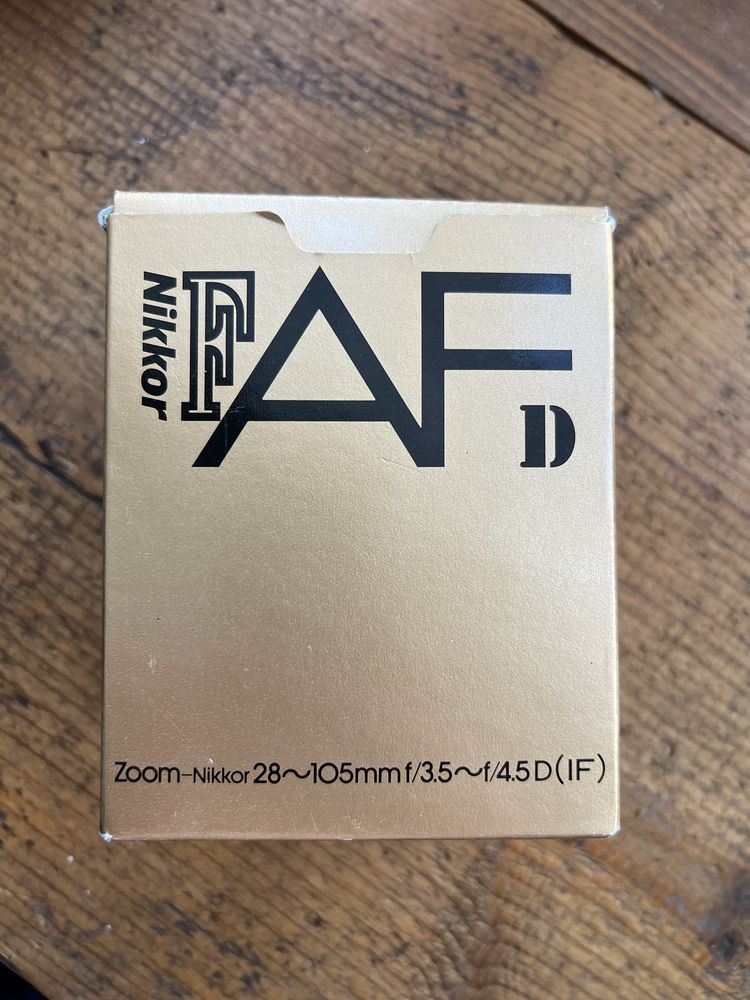 Nikkor
AF
D
Zoom-Nikkor 28〜105mm f/3.5〜f/4.5 D (IF)